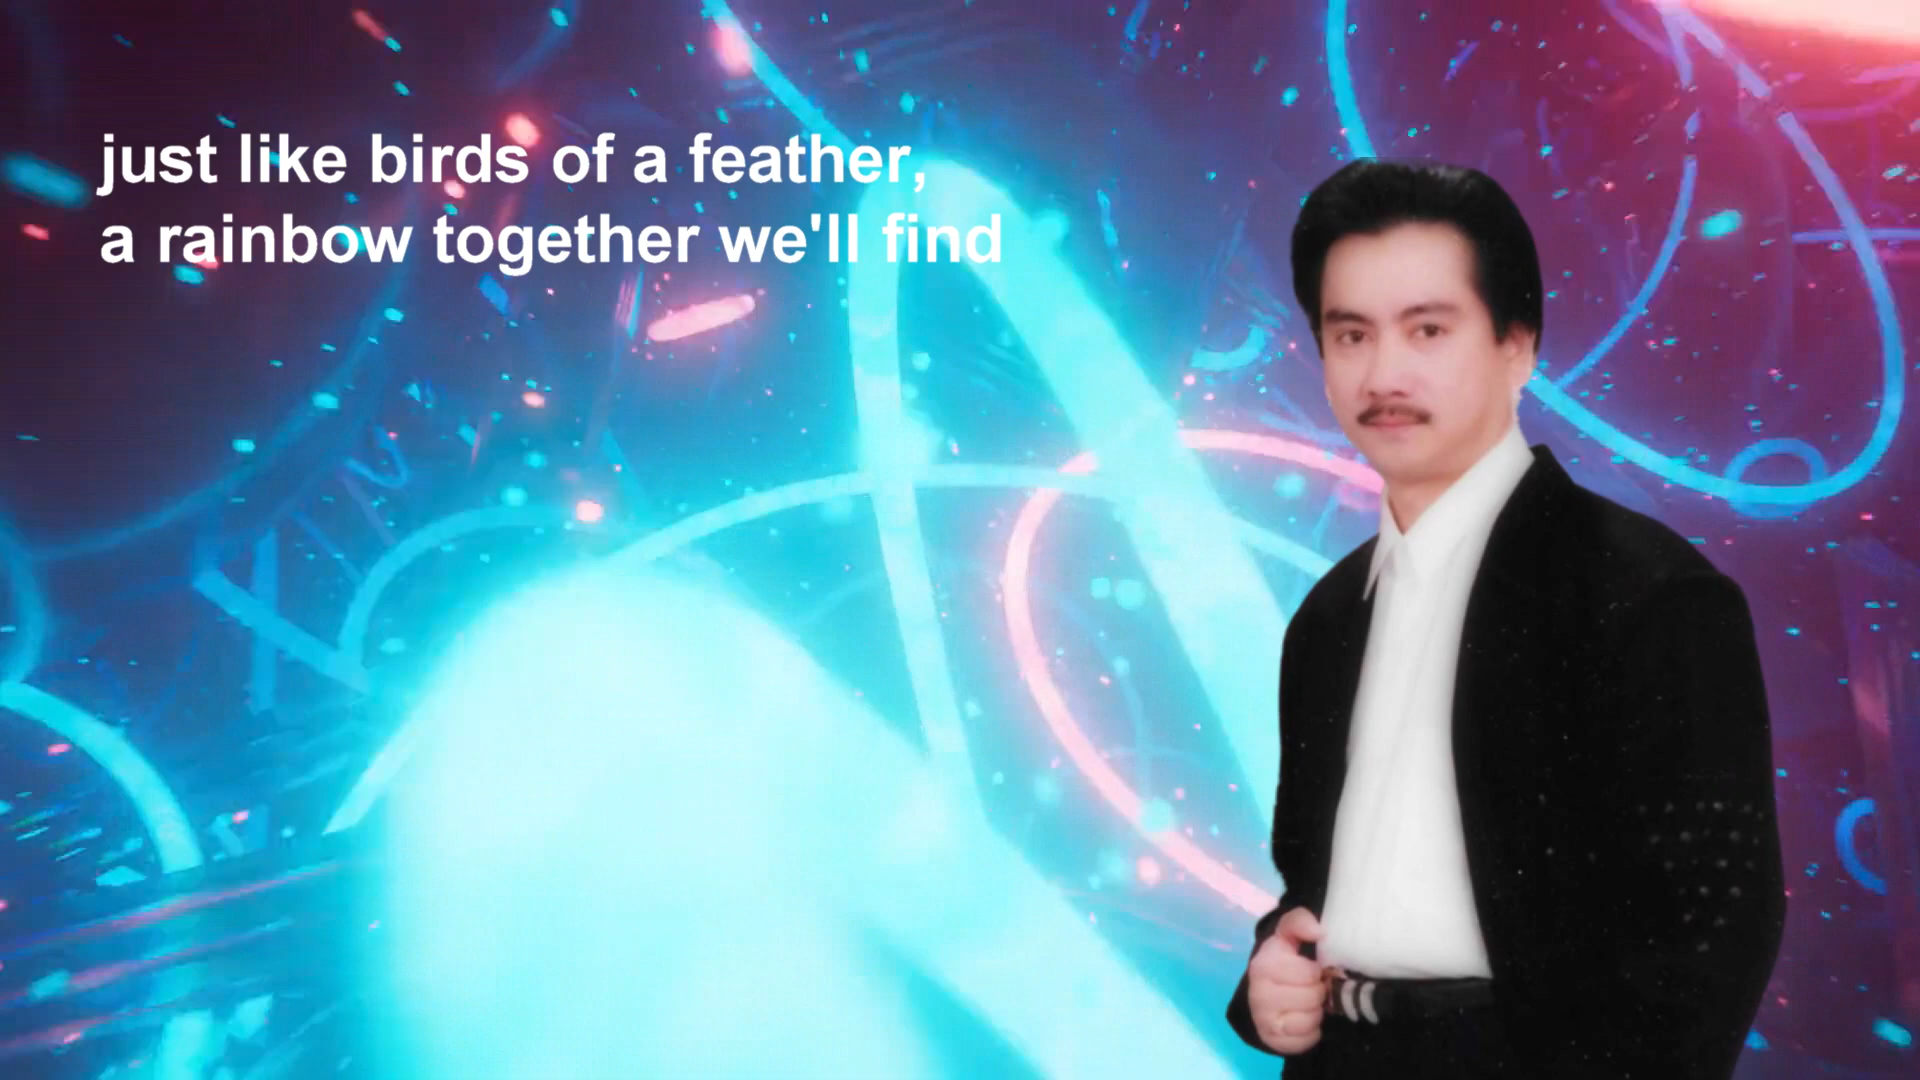 just like birds of a feather,
a rainbow together we'll find